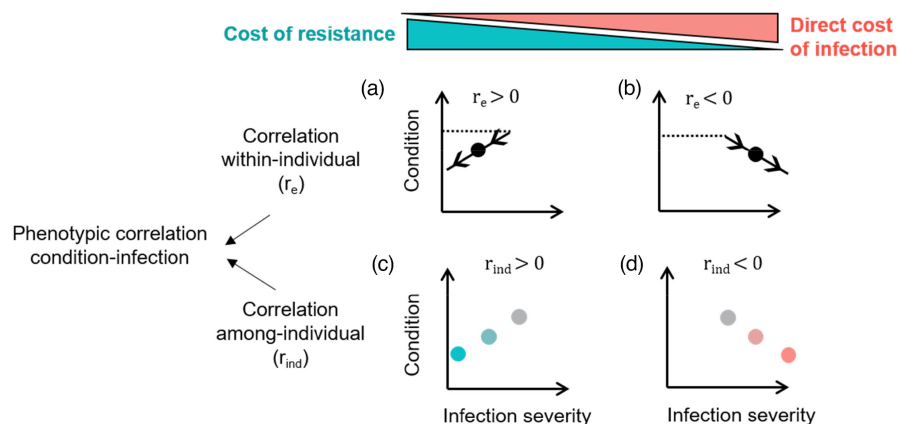 Cost of resistance
Direct cost
of infection
(a)
r_e > 0
(b)
r_e < 0
Condition
Correlation
within-individual
(r_e)
Phenotypic correlation
condition-infection
Correlation
among-individual
(r_ind)
(c)
r_ind > 0
(d)
r_ind < 0
Condition
Infection severity
Infection severity